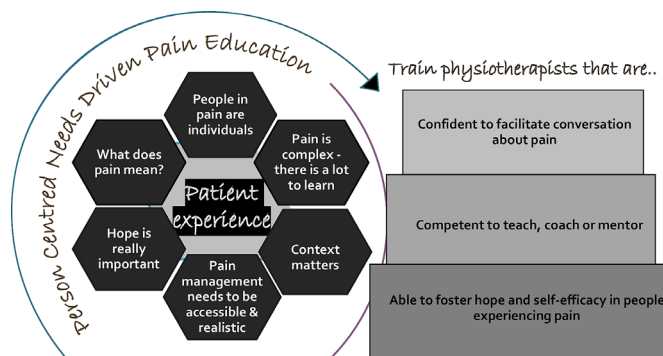 Person Centred Needs Driven Pain Education
People in
pain are
individuals
What does
pain mean?
Pain is
complex -
there is a lot
to learn
Patient
experience
Hope is
really
important
Context
matters
Pain
management
needs to be
accessible &
realistic
Train physiotherapists that are..
Confident to facilitate conversation
about pain
Competent to teach, coach or mentor
Able to foster hope and self-efficacy in people
experiencing pain